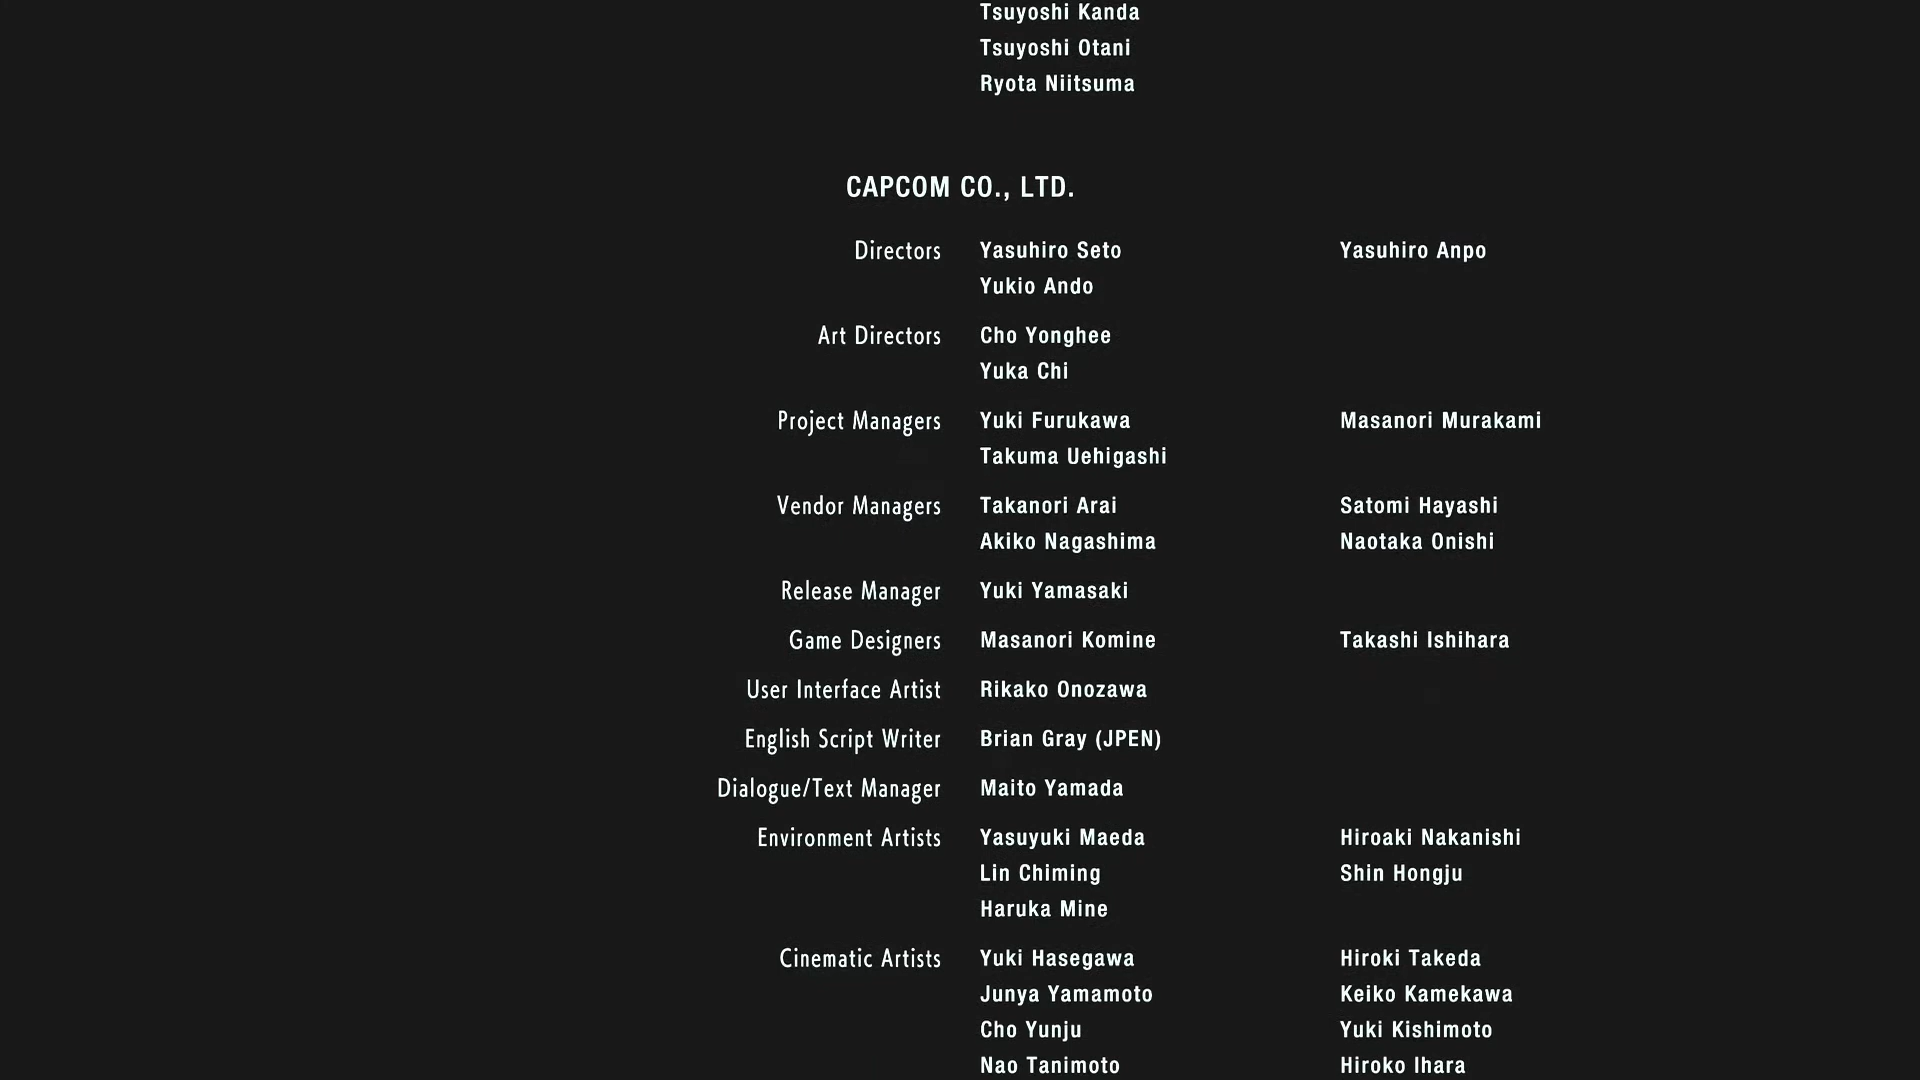 Tsuyoshi Kanda
Tsuyoshi Otani
Ryota Niitsuma
CAPCOM CO., LTD.
Directors Yasuhiro Seto Yasuhiro Anpo
Yukio Ando
Art Directors Cho Yonghee
Yuka Chi
Project Managers Yuki Furukawa Masanori Murakami
Takuma Uehigashi
Vendor Managers Takanori Arai Satomi Hayashi
Akiko Nagashima Naotaka Onishi
Release Manager Yuki Yamasaki
Game Designers Masanori Komine Takashi Ishihara
User Interface Artist Rikako Onozawa
English Script Writer Brian Gray (JPEN)
Dialogue/Text Manager Maito Yamada
Environment Artists Yasuyuki Maeda Hiroaki Nakanishi
Lin Chiming Shin Hongju
Haruka Mine
Cinematic Artists Yuki Hasegawa Hiroki Takeda
Junya Yamamoto Keiko Kamekawa
Cho Yunju Yuki Kishimoto
Nao Tanimoto Hiroko Ihara